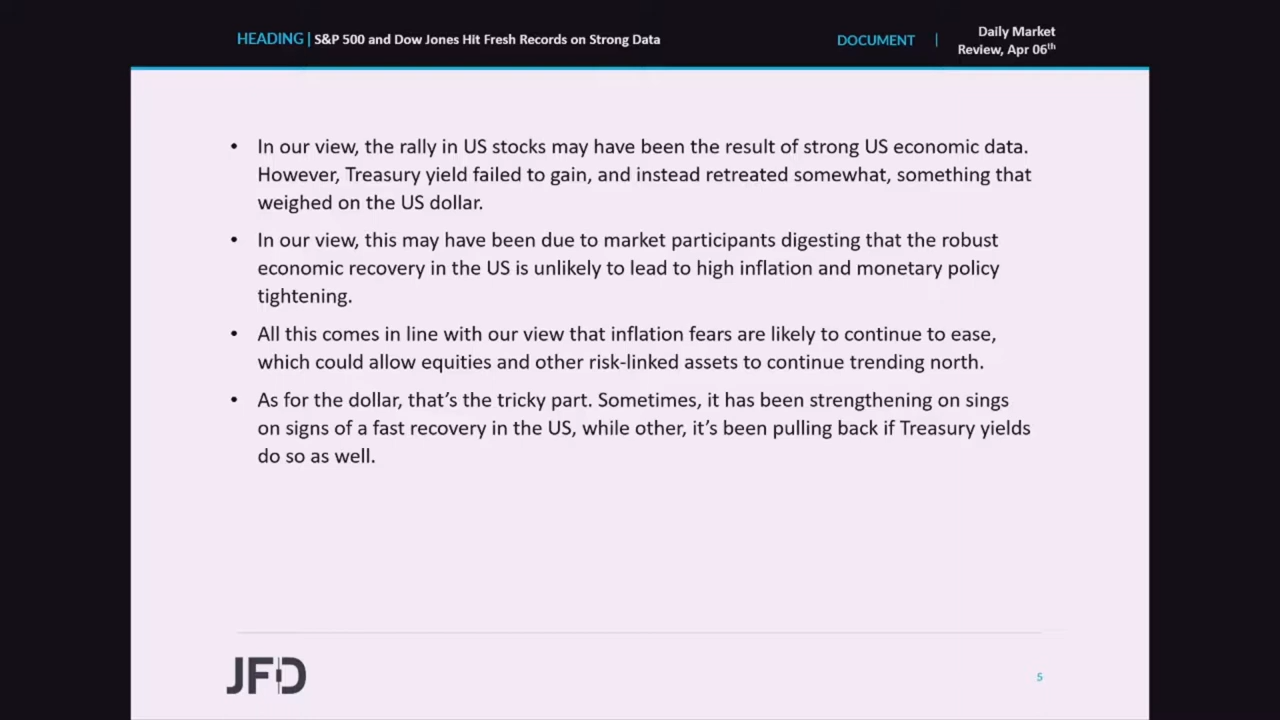 HEADING | S&P 500 and Dow Jones Hit Fresh Records on Strong Data
DOCUMENT |
Daily Market
Review, Apr 06th
• In our view, the rally in US stocks may have been the result of strong US economic data.
However, Treasury yield failed to gain, and instead retreated somewhat, something that
weighed on the US dollar.
• In our view, this may have been due to market participants digesting that the robust
economic recovery in the US is unlikely to lead to high inflation and monetary policy
tightening.
• All this comes in line with our view that inflation fears are likely to continue to ease,
which could allow equities and other risk-linked assets to continue trending north.
• As for the dollar, that's the tricky part. Sometimes, it has been strengthening on sings
on signs of a fast recovery in the US, while other, it's been pulling back if Treasury yields
do so as well.
JFD
5